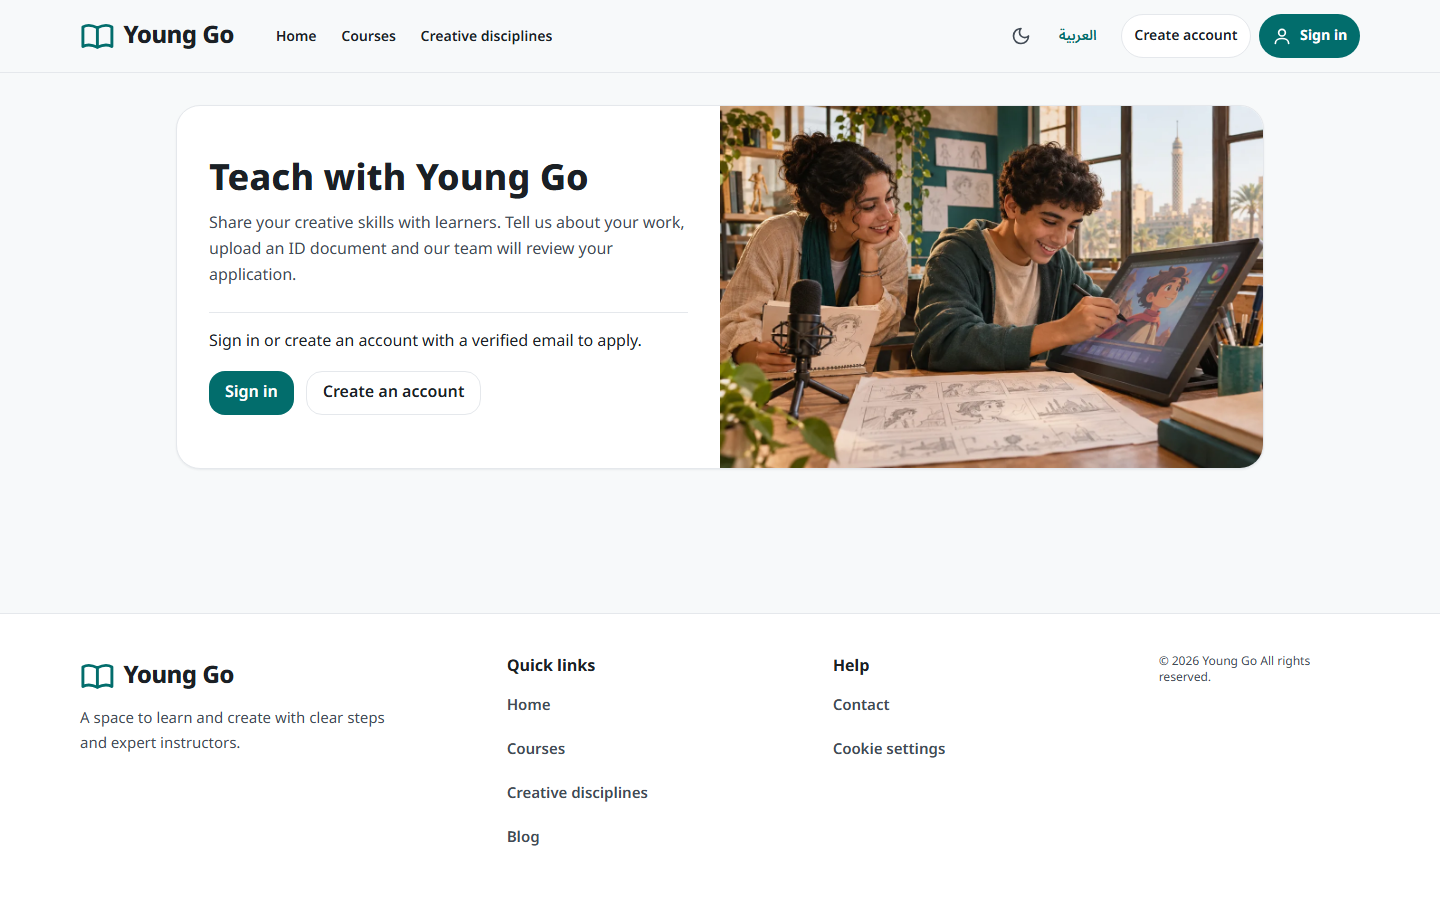 Young Go
Home
Courses
Creative disciplines
العربية
Create account
Sign in
Teach with Young Go
Share your creative skills with learners. Tell us about your work,
upload an ID document and our team will review your
application.
Sign in or create an account with a verified email to apply.
Sign in
Create an account
Young Go
A space to learn and create with clear steps
and expert instructors.
Quick links
Home
Courses
Creative disciplines
Blog
Help
Contact
Cookie settings
© 2026 Young Go All rights
reserved.